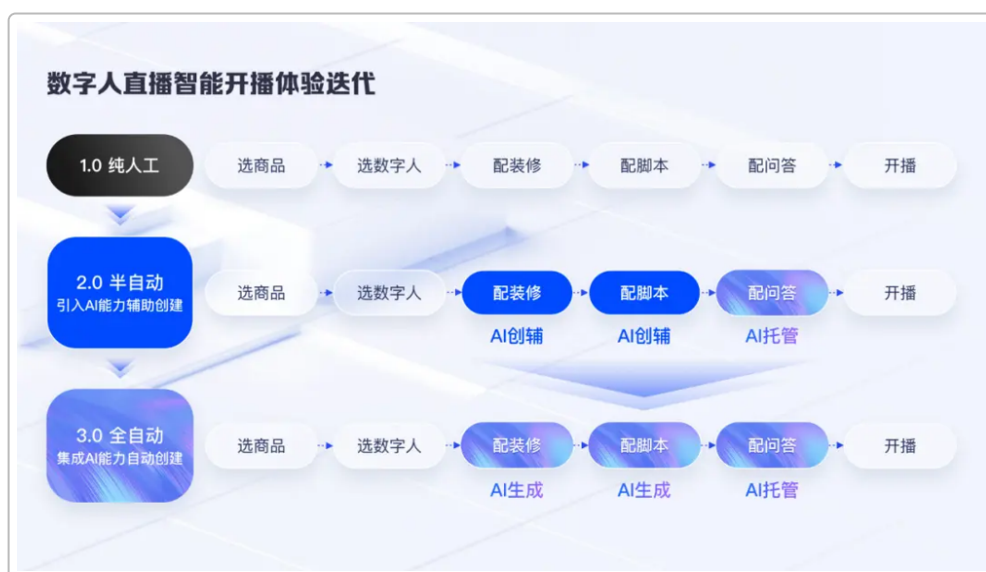 数字人直播智能开播体验迭代
1.0 纯人工
选商品
选数字人
配装修
配脚本
配问答
开播
2.0 半自动
引入AI能力辅助创建
选商品
选数字人
配装修
配脚本
配问答
开播
AI创辅
AI创辅
AI托管
3.0 全自动
集成AI能力自动创建
选商品
选数字人
配装修
配脚本
配问答
开播
AI生成
AI生成
AI托管